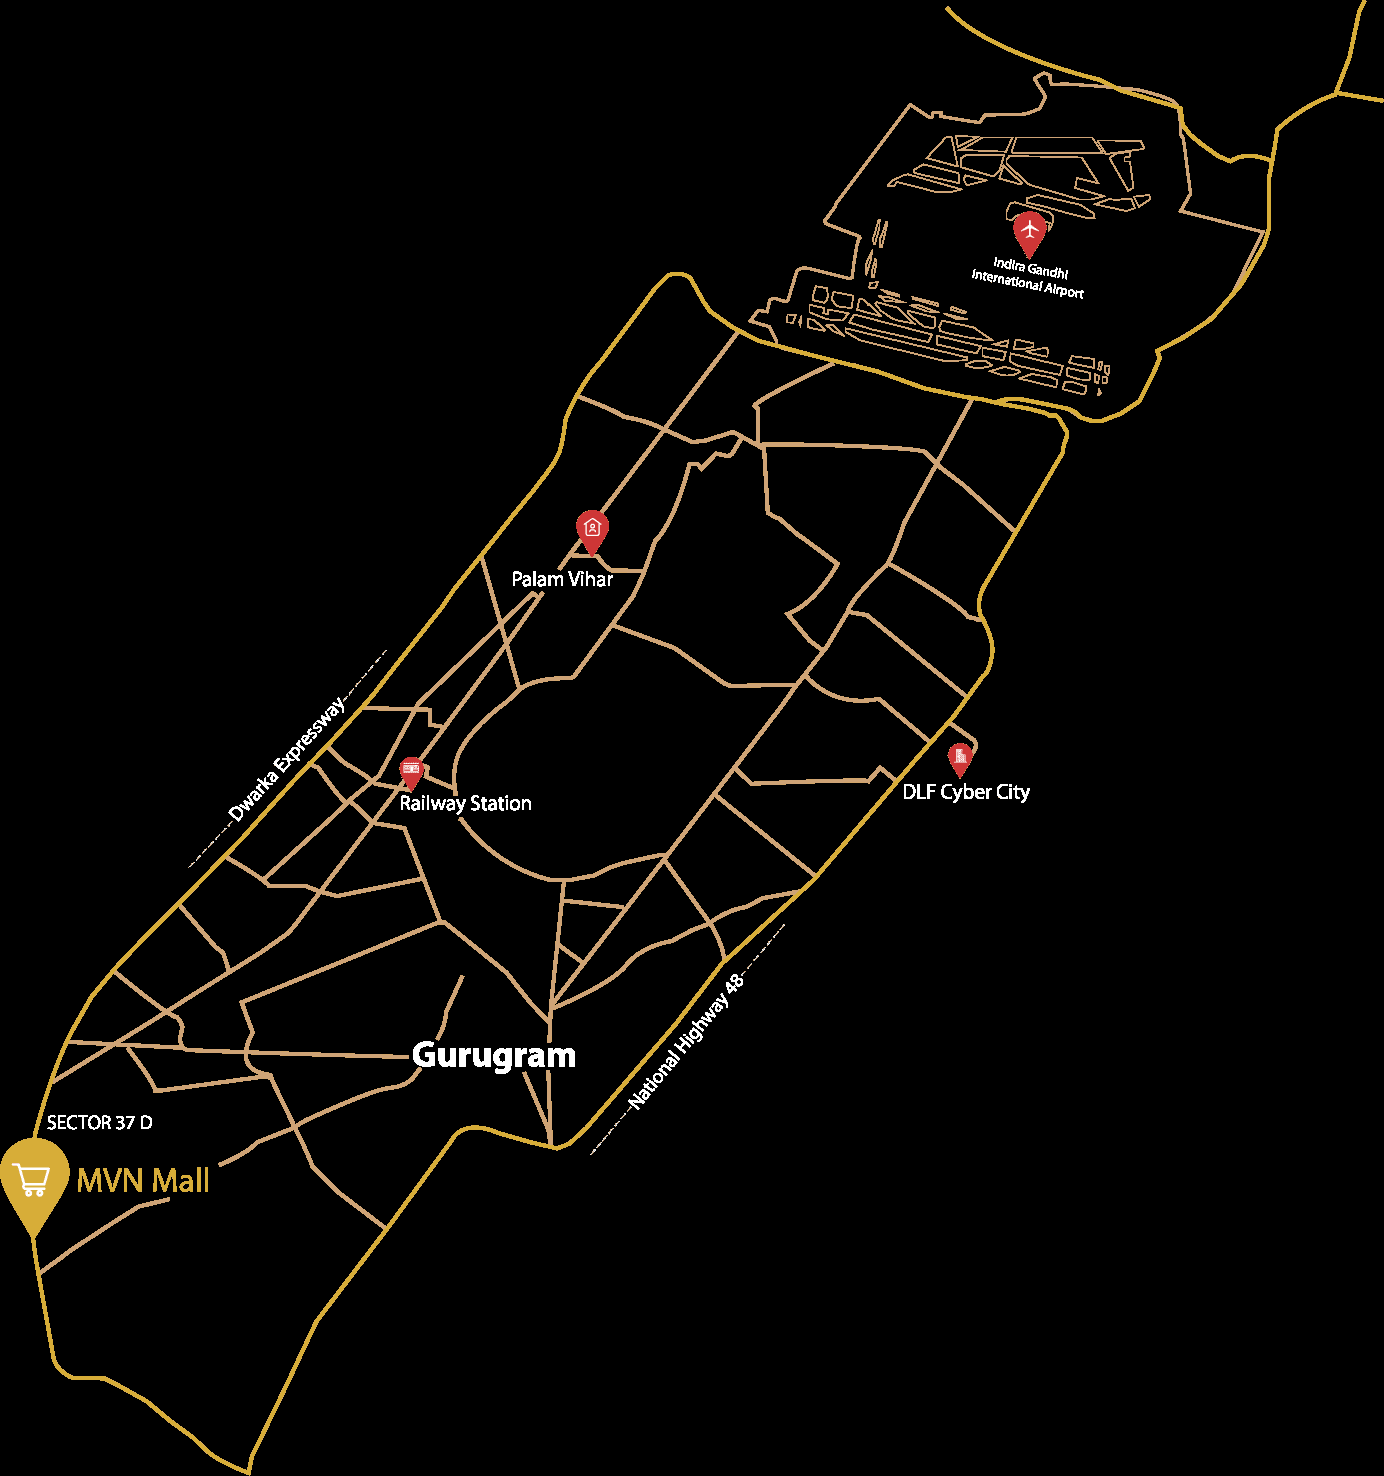 Indira Gandhi
International Airport
Palam Vihar
Dwarka Expressway
Railway Station
DLF Cyber City
National Highway 48
Gurugram
SECTOR 37 D
MVN Mall